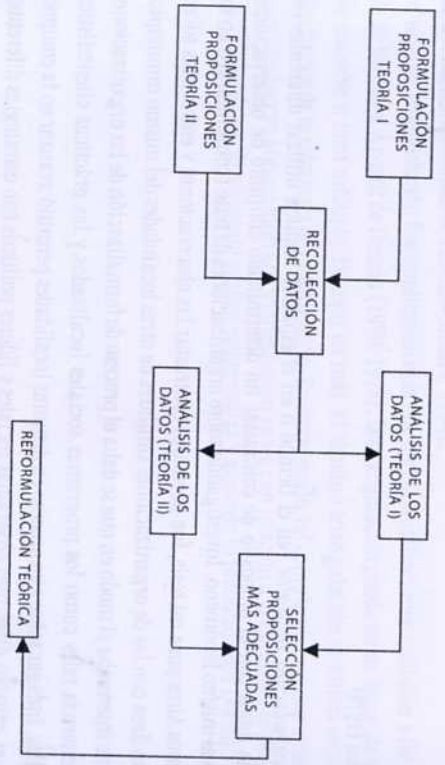 FORMULACIÓN
PROPOSICIONES
TEORÍA I
FORMULACIÓN
PROPOSICIONES
TEORÍA II
RECOLECCIÓN
DE DATOS
ANÁLISIS DE LOS
DATOS (TEORÍA I)
ANÁLISIS DE LOS
DATOS (TEORÍA II)
SELECCIÓN
PROPOSICIONES
MÁS ADECUADAS
REFORMULACIÓN TEÓRICA